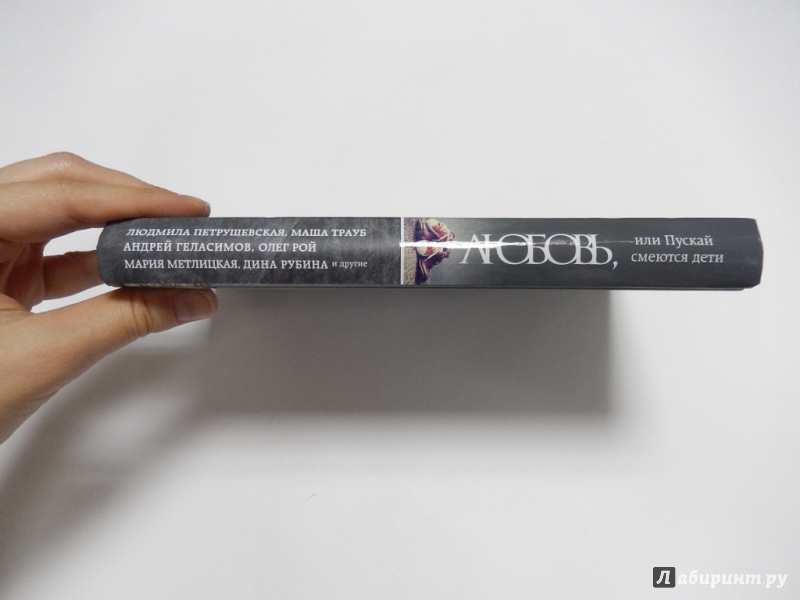 ЛЮДМИЛА ПЕТРУШЕВСКАЯ, МАША ТРАУБ
АНДРЕЙ ГЕЛАСИМОВ, ОЛЕГ РОЙ
МАРИЯ МЕТЛИЦКАЯ, ДИНА РУБИНА и другие
ЛЮБОВЬ,
или Пускай
смеются дети
Лабиринт.ру